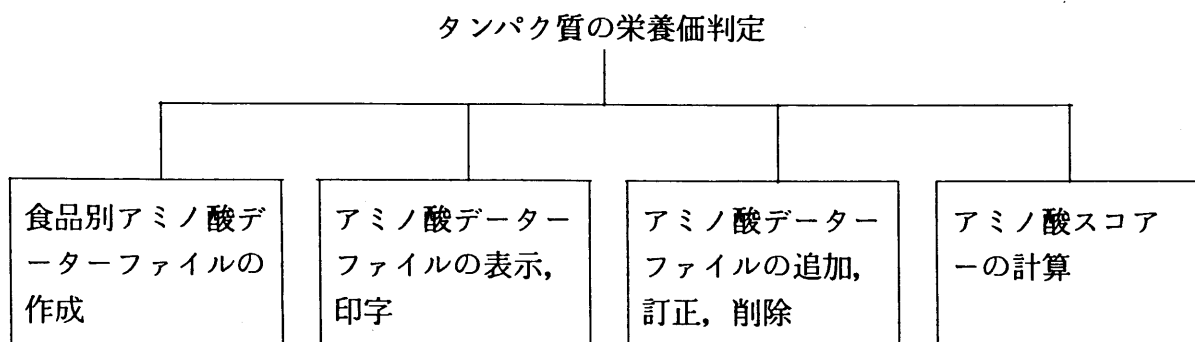 タンパク質の栄養価判定
食品別アミノ酸デ
ーターファイルの
作成
アミノ酸データー
ファイルの表示,
印字
アミノ酸データー
ファイルの追加,
訂正, 削除
アミノ酸スコア
ーの計算